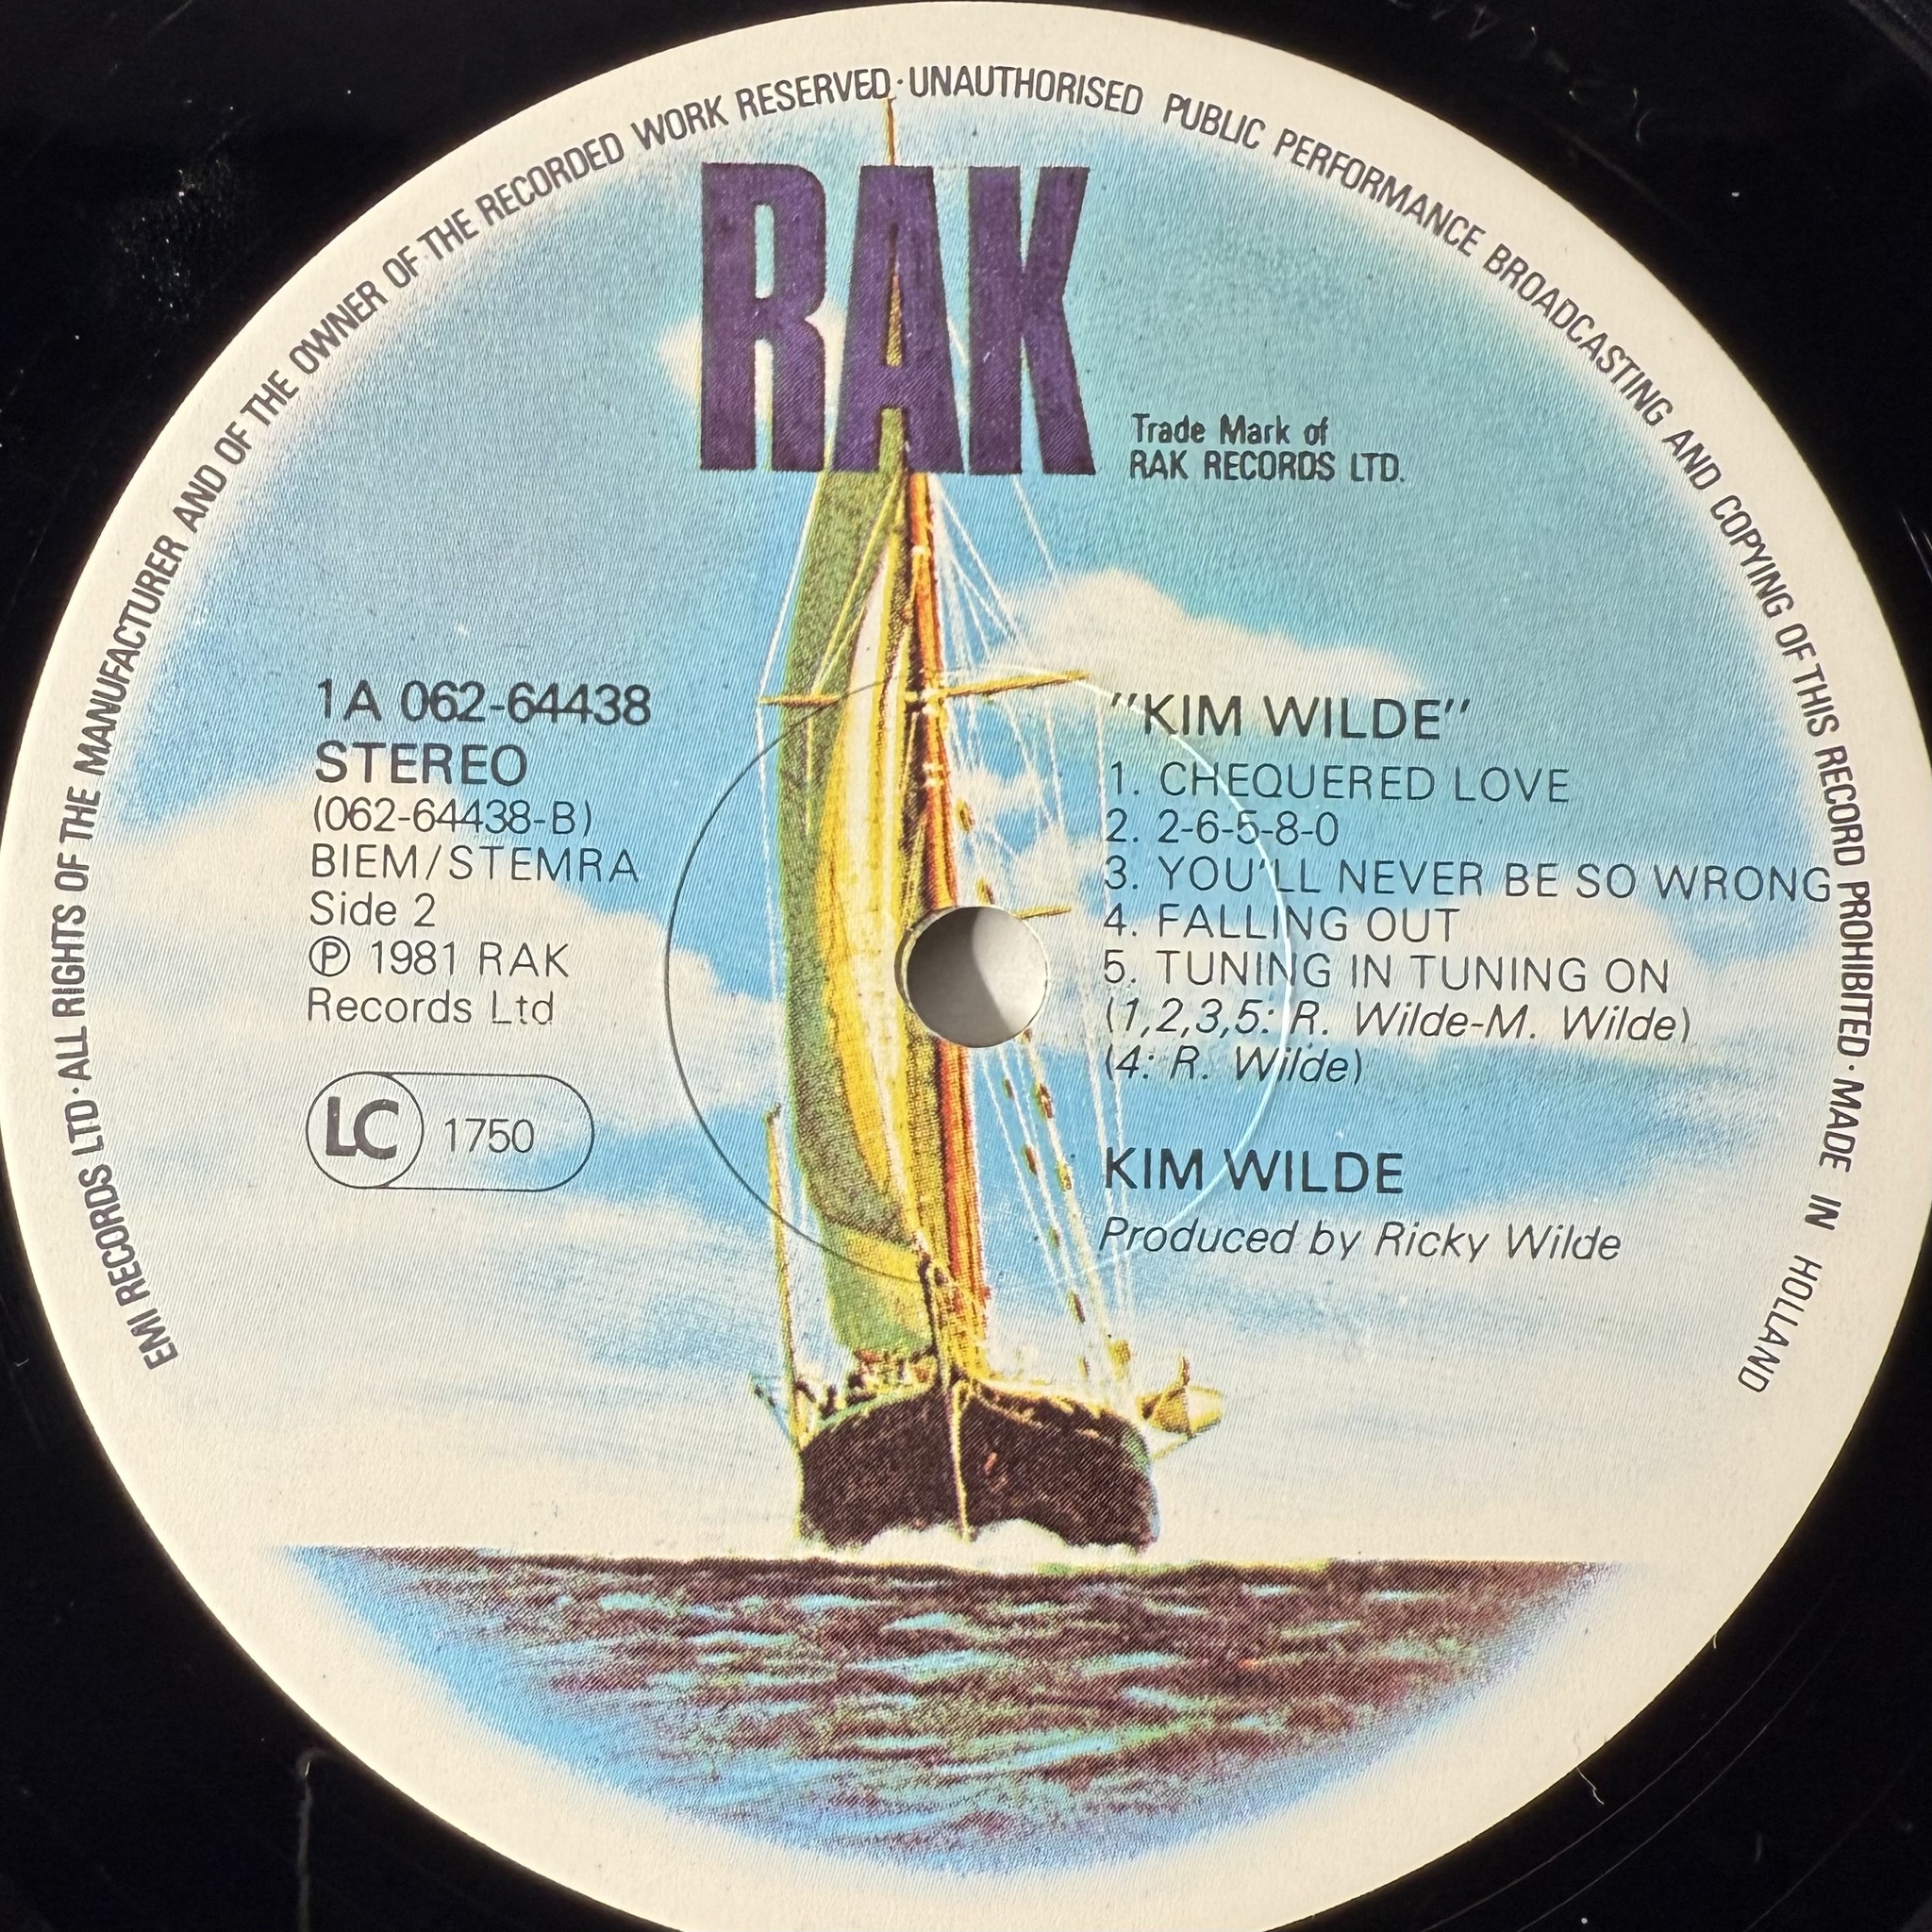 EMI RECORDS LTD · ALL RIGHTS OF THE MANUFACTURER AND OF THE OWNER OF THE RECORDED WORK RESERVED · UNAUTHORISED PUBLIC PERFORMANCE BROADCASTING AND COPYING OF THIS RECORD PROHIBITED · MADE IN HOLLAND
RAK
Trade Mark of
RAK RECORDS LTD.
1A 062-64438
STEREO
(062-64438-B)
BIEM/STEMRA
Side 2
℗ 1981 RAK
Records Ltd
LC 1750
"KIM WILDE"
1. CHEQUERED LOVE
2. 2-6-5-8-0
3. YOU'LL NEVER BE SO WRONG
4. FALLING OUT
5. TUNING IN TUNING ON
(1,2,3,5: R. Wilde-M. Wilde)
(4: R. Wilde)
KIM WILDE
Produced by Ricky Wilde